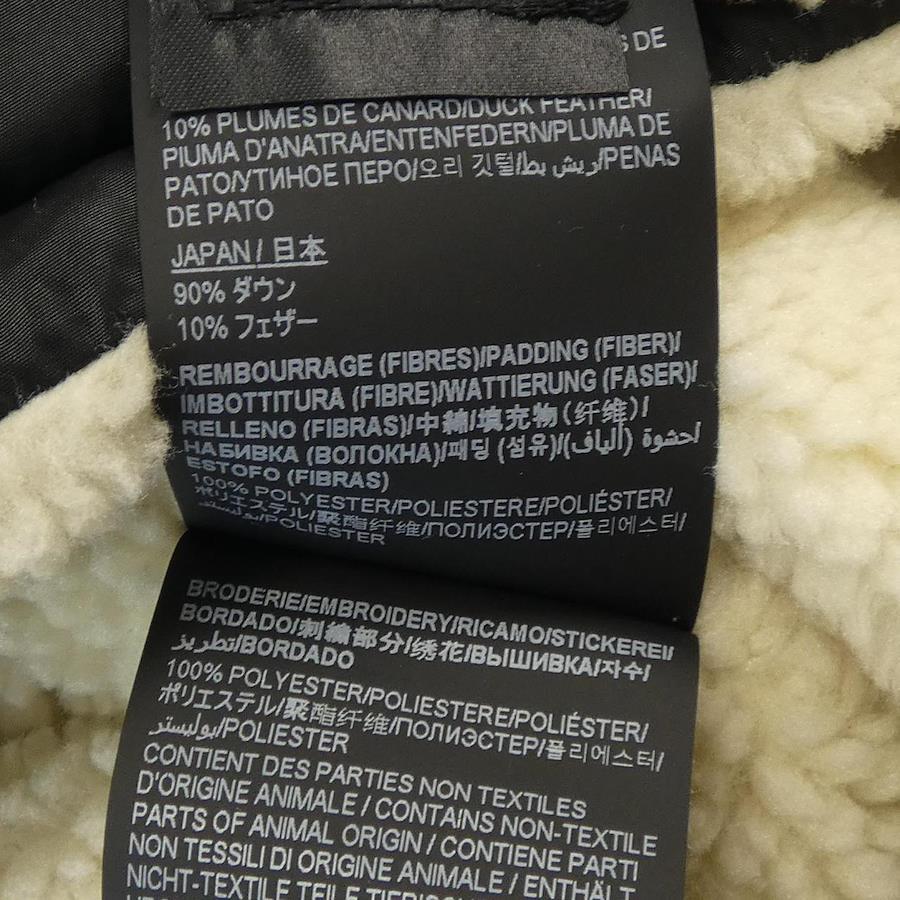 S DE
10% PLUMES DE CANARD/DUCK FEATHER/
PIUMA D'ANATRA/ENTENFEDERN/PLUMA DE
PATO/УТИНОЕ ПЕРО/오리 깃털/ريش بط/PENAS
DE PATO
JAPAN / 日本
90% ダウン
10% フェザー
REMBOURRAGE (FIBRES)/PADDING (FIBER)/
IMBOTTITURA (FIBRE)/WATTIERUNG (FASER)/
RELLENO (FIBRAS)/中綿/填充物 (纤维)/
НАБИВКА (ВОЛОКНА)/패딩 (섬유)/حشوة (ألياف)/
ESTOFO (FIBRAS)
100% POLYESTER/POLIESTERE/POLIÉSTER/
ポリエステル/聚酯纤维/ПОЛИЭСТЕР/폴리에스터/
بوليستر/POLIESTER
BRODERIE/EMBROIDERY/RICAMO/STICKEREI/
BORDADO/刺繍部分/绣花/ВЫШИВКА/자수/
تطريز/BORDADO
100% POLYESTER/POLIESTERE/POLIÉSTER/
ポリエステル/聚酯纤维/ПОЛИЭСТЕР/폴리에스터/
بوليستر/POLIESTER
CONTIENT DES PARTIES NON TEXTILES
D'ORIGINE ANIMALE / CONTAINS NON-TEXTILE
PARTS OF ANIMAL ORIGIN / CONTIENE PARTI
NON TESSILI DI ORIGINE ANIMALE / ENTHÄLT
NICHT-TEXTILE TEILE